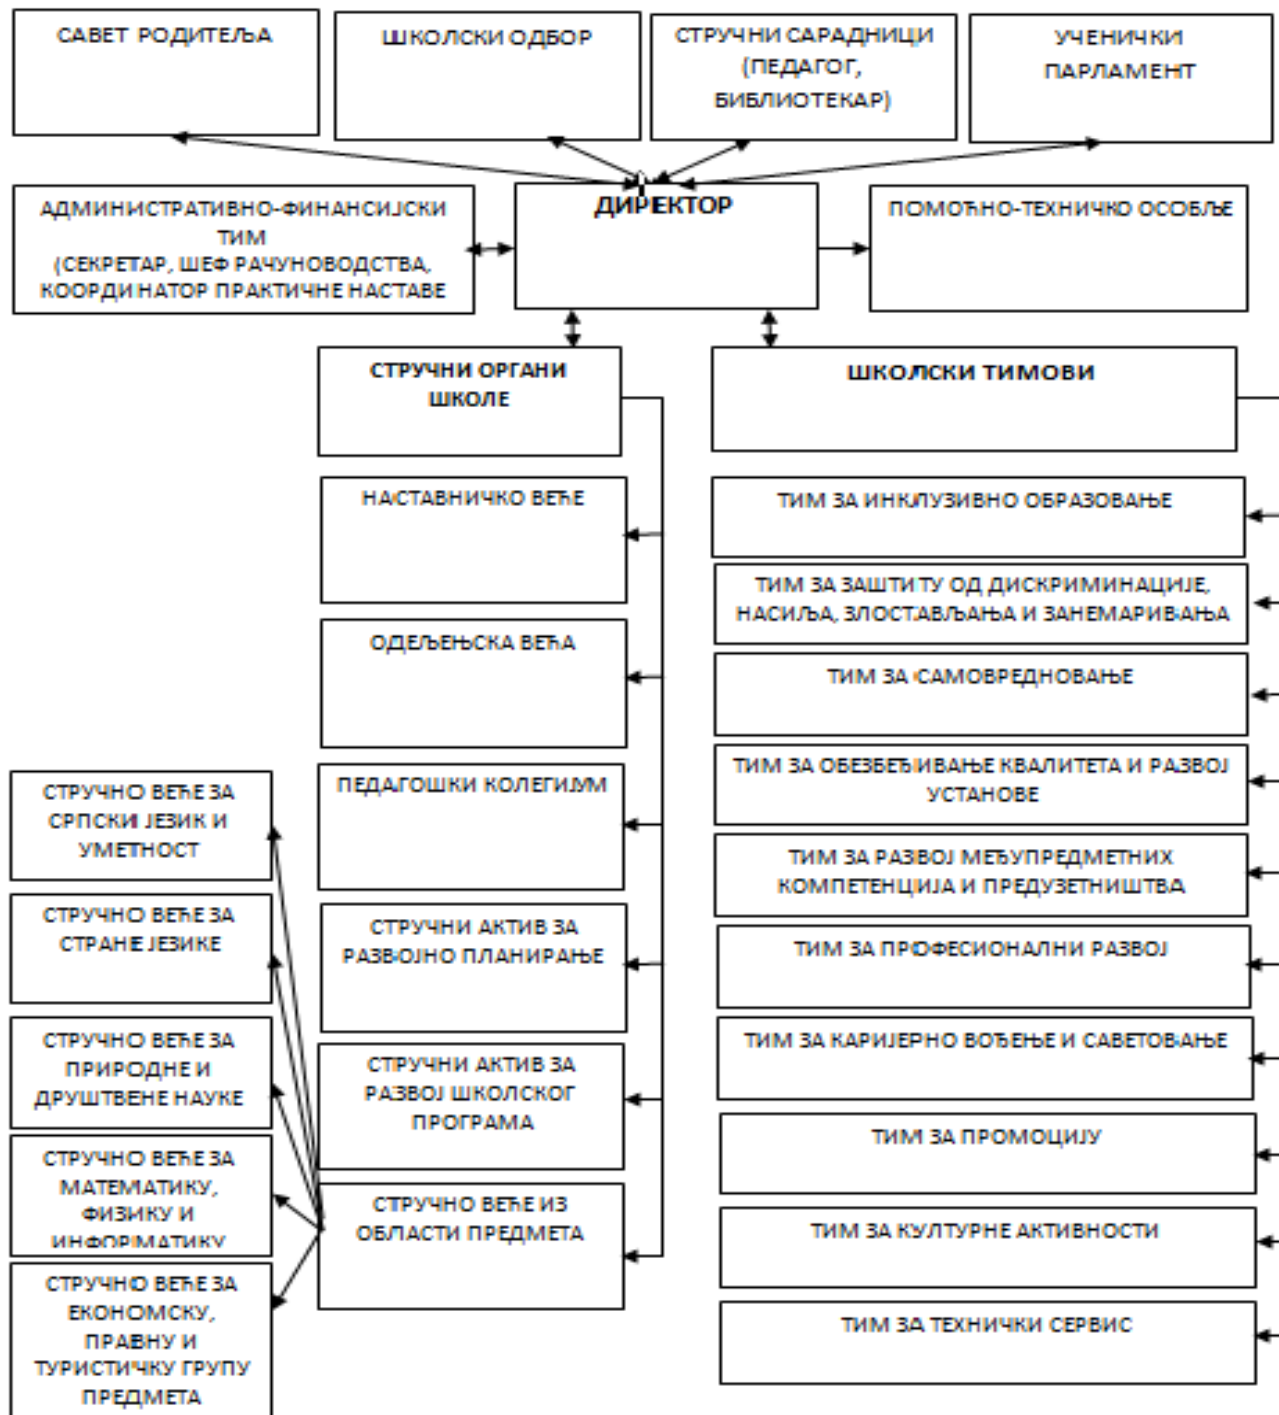 САВЕТ РОДИТЕЉА
ШКОЛСКИ ОДБОР
СТРУЧНИ САРАДНИЦИ
(ПЕДАГОГ,
БИБЛИОТЕКАР)
УЧЕНИЧКИ
ПАРЛАМЕНТ
АДМИНИСТРАТИВНО-ФИНАНСИЈСКИ
ТИМ
(СЕКРЕТАР, ШЕФ РАЧУНОВОДСТВА,
КООРДИНАТОР ПРАКТИЧНЕ НАСТАВЕ
ДИРЕКТОР
ПОМОЋНО-ТЕХНИЧКО ОСОБЉЕ
СТРУЧНИ ОРГАНИ
ШКОЛЕ
НАСТАВНИЧКО ВЕЋЕ
ОДЕЉЕЊСКА ВЕЋА
ПЕДАГОШКИ КОЛЕГИЈУМ
СТРУЧНИ АКТИВ ЗА
РАЗВОЈНО ПЛАНИРАЊЕ
СТРУЧНИ АКТИВ ЗА
РАЗВОЈ ШКОЛСКОГ
ПРОГРАМА
СТРУЧНО ВЕЋЕ ИЗ
ОБЛАСТИ ПРЕДМЕТА
СТРУЧНО ВЕЋЕ ЗА
СРПСКИ ЈЕЗИК И
УМЕТНОСТ
СТРУЧНО ВЕЋЕ ЗА
СТРАНЕ ЈЕЗИКЕ
СТРУЧНО ВЕЋЕ ЗА
ПРИРОДНЕ И
ДРУШТВЕНЕ НАУКЕ
СТРУЧНО ВЕЋЕ ЗА
МАТЕМАТИКУ,
ФИЗИКУ И
ИНФОРМАТИКУ
СТРУЧНО ВЕЋЕ ЗА
ЕКОНОМСКУ,
ПРАВНУ И
ТУРИСТИЧКУ ГРУПУ
ПРЕДМЕТА
ШКОЛСКИ ТИМОВИ
ТИМ ЗА ИНКЛУЗИВНО ОБРАЗОВАЊЕ
ТИМ ЗА ЗАШТИТУ ОД ДИСКРИМИНАЦИЈЕ,
НАСИЉА, ЗЛОСТАВЉАЊА И ЗАНЕМАРИВАЊА
ТИМ ЗА САМОВРЕДНОВАЊЕ
ТИМ ЗА ОБЕЗБЕЂИВАЊЕ КВАЛИТЕТА И РАЗВОЈ
УСТАНОВЕ
ТИМ ЗА РАЗВОЈ МЕЂУПРЕДМЕТНИХ
КОМПЕТЕНЦИЈА И ПРЕДУЗЕТНИШТВА
ТИМ ЗА ПРОФЕСИОНАЛНИ РАЗВОЈ
ТИМ ЗА КАРИЈЕРНО ВОЂЕЊЕ И САВЕТОВАЊЕ
ТИМ ЗА ПРОМОЦИЈУ
ТИМ ЗА КУЛТУРНЕ АКТИВНОСТИ
ТИМ ЗА ТЕХНИЧКИ СЕРВИС